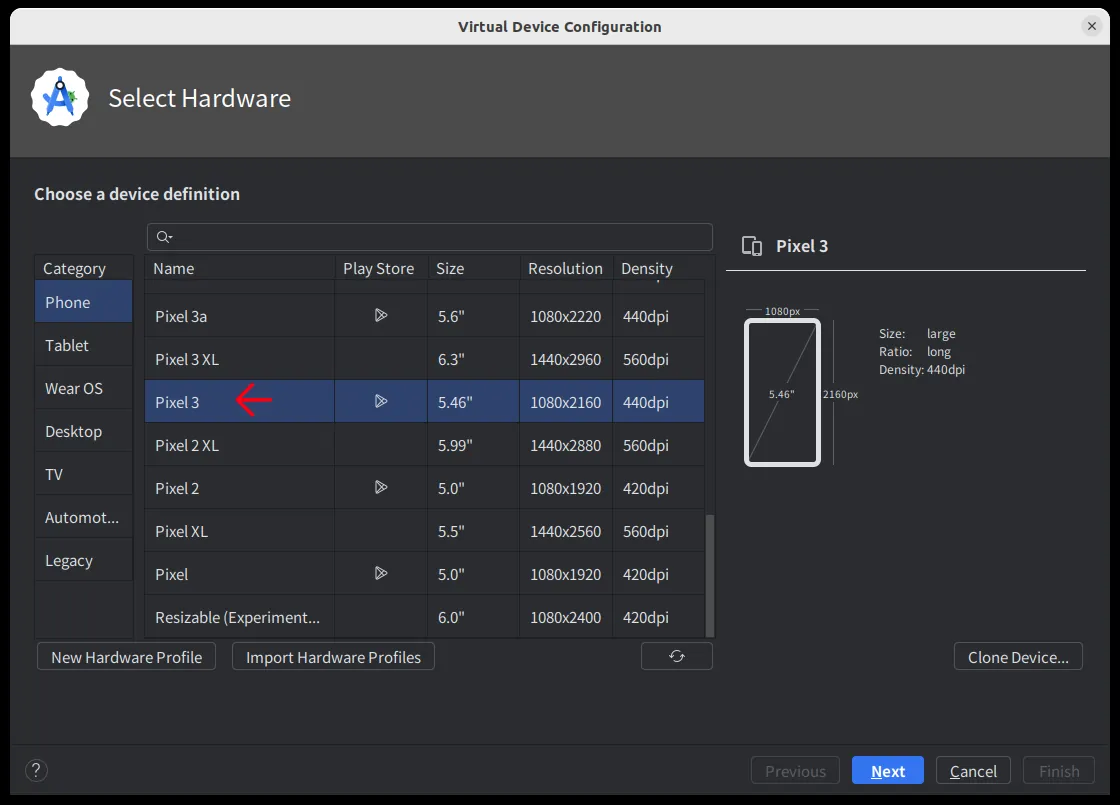 Virtual Device Configuration
Select Hardware
Choose a device definition
Category
Phone
Tablet
Wear OS
Desktop
TV
Automot...
Legacy
Name Play Store Size Resolution Density
Pixel 3a 5.6" 1080x2220 440dpi
Pixel 3 XL 6.3" 1440x2960 560dpi
Pixel 3 5.46" 1080x2160 440dpi
Pixel 2 XL 5.99" 1440x2880 560dpi
Pixel 2 5.0" 1080x1920 420dpi
Pixel XL 5.5" 1440x2560 560dpi
Pixel 5.0" 1080x1920 420dpi
Resizable (Experiment... 6.0" 1080x2400 420dpi
Pixel 3
1080px
5.46"
2160px
Size: large
Ratio: long
Density: 440dpi
New Hardware Profile
Import Hardware Profiles
Clone Device...
?
Previous
Next
Cancel
Finish